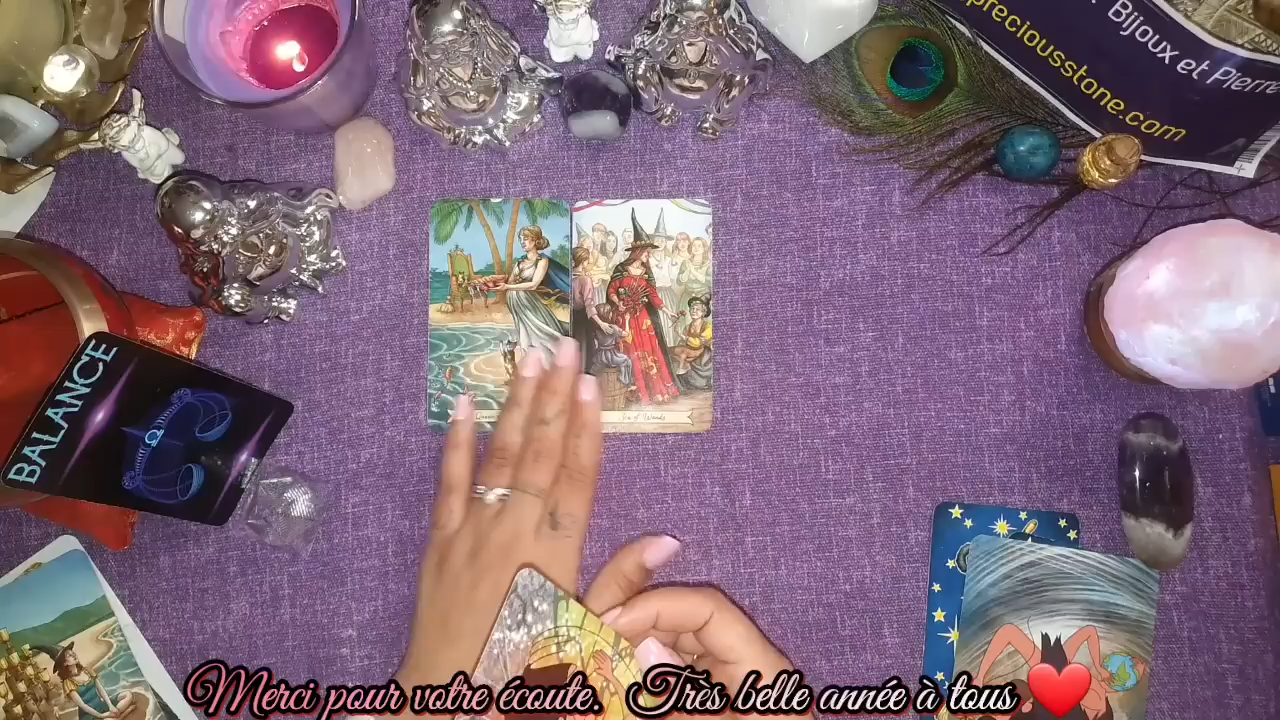 Bijoux et Pierre
preciousstone.com
BALANCE
Queen
Six of Wands
Merci pour votre écoute. Très belle année à tous ❤️